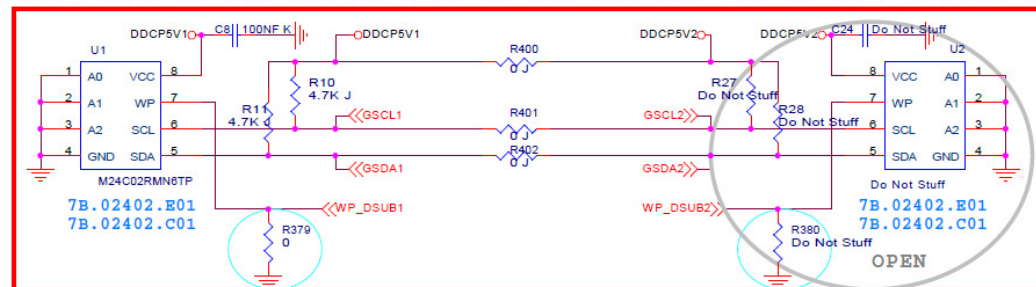 DDCP5V1
C8
100NF K
DDCP5V1
DDCP5V2
DDCP5V2
C24
Do Not Stuff
U1
R400
0 J
U2
1
2
3
4
A0
A1
A2
GND
VCC
WP
SCL
SDA
8
7
6
5
R10
4.7K J
R11
4.7K J
GSCL1
R401
0 J
R402
0 J
GSDA1
GSCL2
GSDA2
R27
Do Not Stuff
R28
Do Not Stuff
8
7
6
5
VCC
WP
SCL
SDA
A0
A1
A2
GND
1
2
3
4
M24C02RMN6TP
7B.02402.E01
7B.02402.C01
WP_DSUB1
R379
0
WP_DSUB2
R380
Do Not Stuff
Do Not Stuff
7B.02402.E01
7B.02402.C01
OPEN